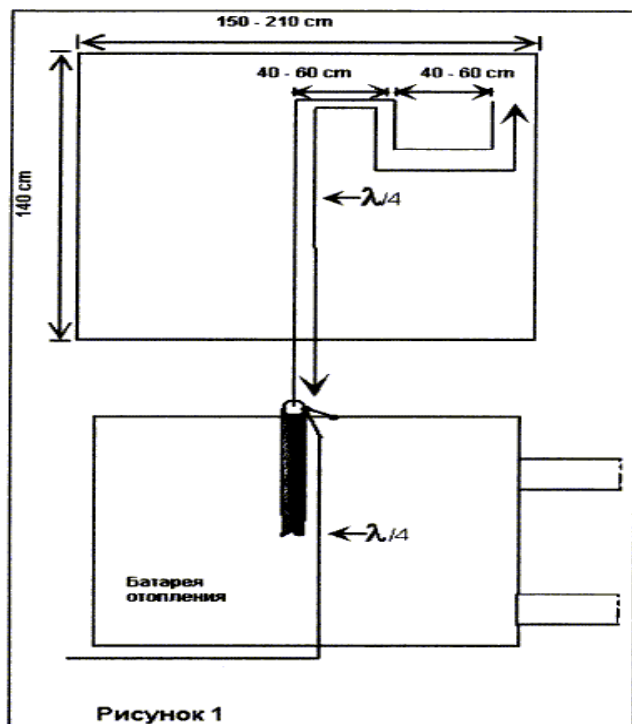 150 - 210 cm
40 - 60 cm
40 - 60 cm
140 cm
λ/4
λ/4
Батарея
отопления
Рисунок 1